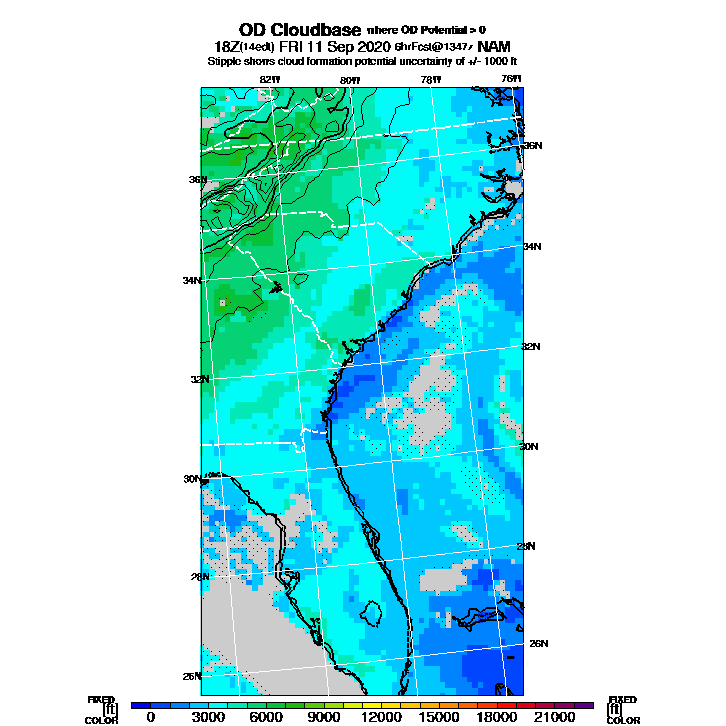 OD Cloudbase where OD Potential > 0
18Z(14edt) FRI 11 Sep 2020 6hrFcst@1347z NAM
Stipple shows cloud formation potential uncertainty of +/- 1000 ft
82W 80W 78W 76W
36N 36N
34N 34N
32N 32N
30N 30N
28N 28N
26N 26N
FIXED FIXED
[ft] [ft]
COLOR COLOR
0 3000 6000 9000 12000 15000 18000 21000